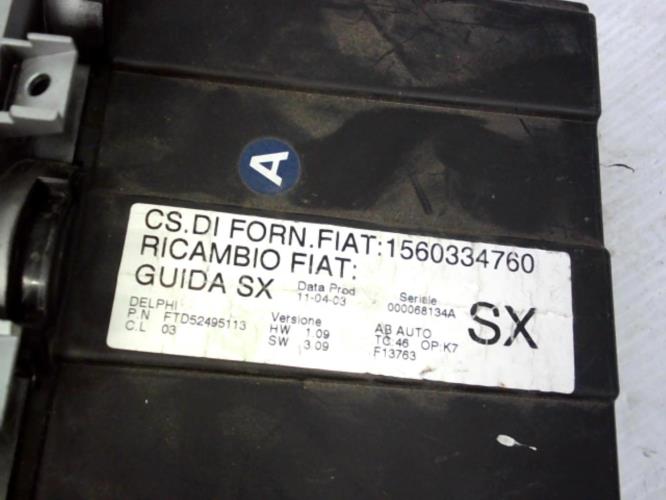 A
CS.DI FORN.FIAT:1560334760
RICAMBIO FIAT:
GUIDA SX Data Prod 11-04-03 Seriale 000068134A SX
DELPHI
P.N FTD52495113
C.L 03
Versione
HW 1.09
SW 3.09
AB AUTO
TC.46 OP:K7
F13763